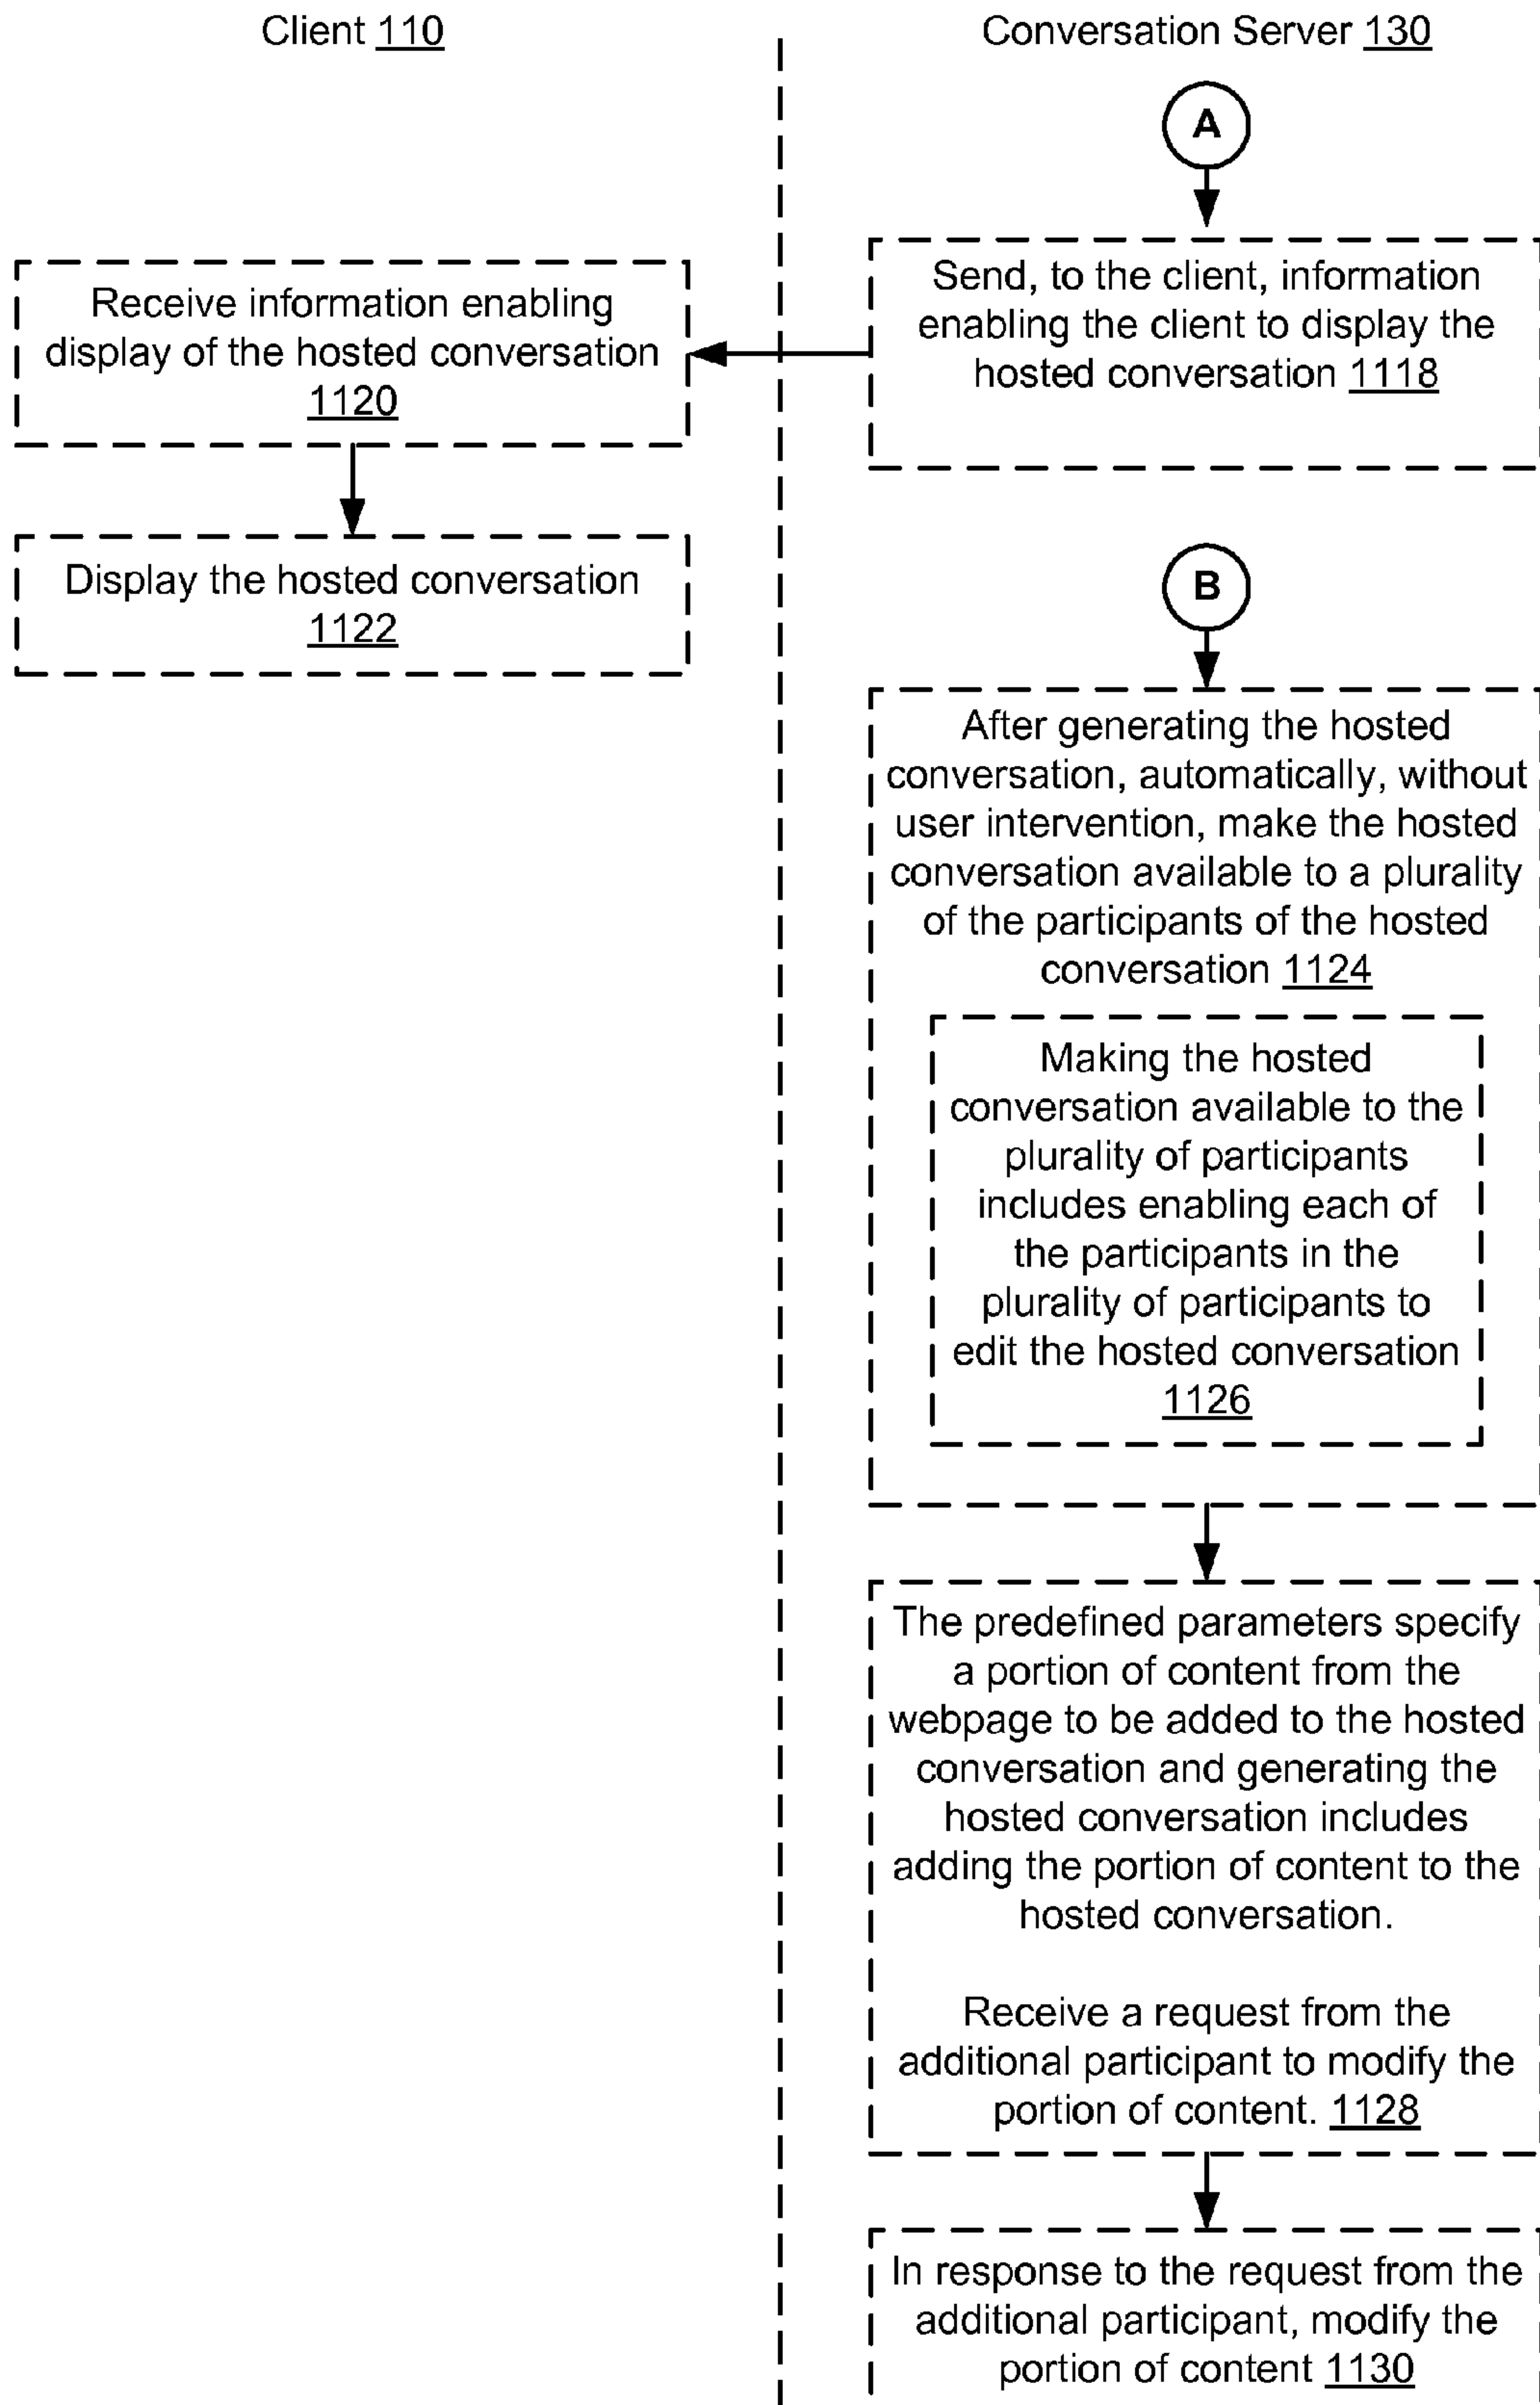 Client 110
Conversation Server 130
A
Send, to the client, information
enabling the client to display the
hosted conversation 1118
Receive information enabling
display of the hosted conversation
1120
Display the hosted conversation
1122
B
After generating the hosted
conversation, automatically, without
user intervention, make the hosted
conversation available to a plurality
of the participants of the hosted
conversation 1124
Making the hosted
conversation available to the
plurality of participants
includes enabling each of
the participants in the
plurality of participants to
edit the hosted conversation
1126
The predefined parameters specify
a portion of content from the
webpage to be added to the hosted
conversation and generating the
hosted conversation includes
adding the portion of content to the
hosted conversation.
Receive a request from the
additional participant to modify the
portion of content. 1128
In response to the request from the
additional participant, modify the
portion of content 1130